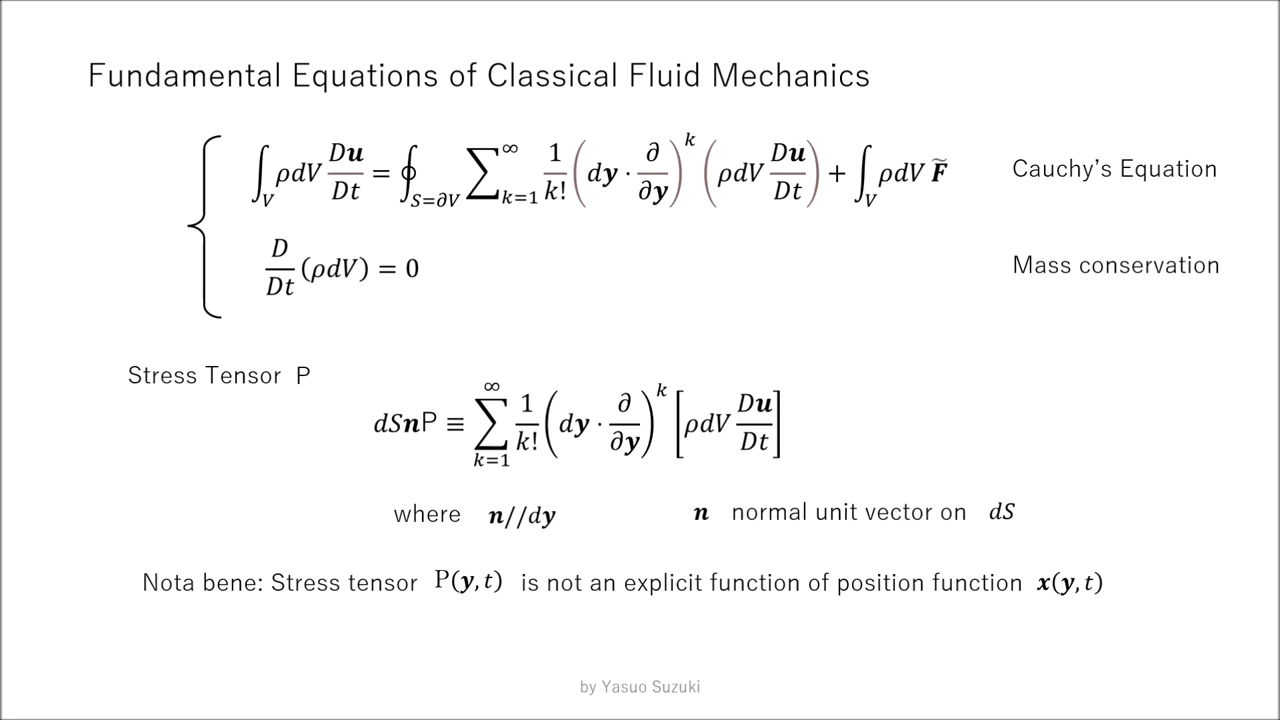 Fundamental Equations of Classical Fluid Mechanics
∫_V ρdV D𝒖/Dt = ∮_{S=∂V} ∑_{k=1}^{∞} 1/k! (d𝒚 · ∂/∂𝒚)^k (ρdV D𝒖/Dt) + ∫_V ρdV F̃ Cauchy's Equation
D/Dt (ρdV) = 0 Mass conservation
Stress Tensor P
dS𝒏P ≡ ∑_{k=1}^{∞} 1/k! (d𝒚 · ∂/∂𝒚)^k [ρdV D𝒖/Dt]
where 𝒏//d𝒚 𝒏 normal unit vector on dS
Nota bene: Stress tensor P(𝒚, t) is not an explicit function of position function 𝒙(𝒚, t)
by Yasuo Suzuki